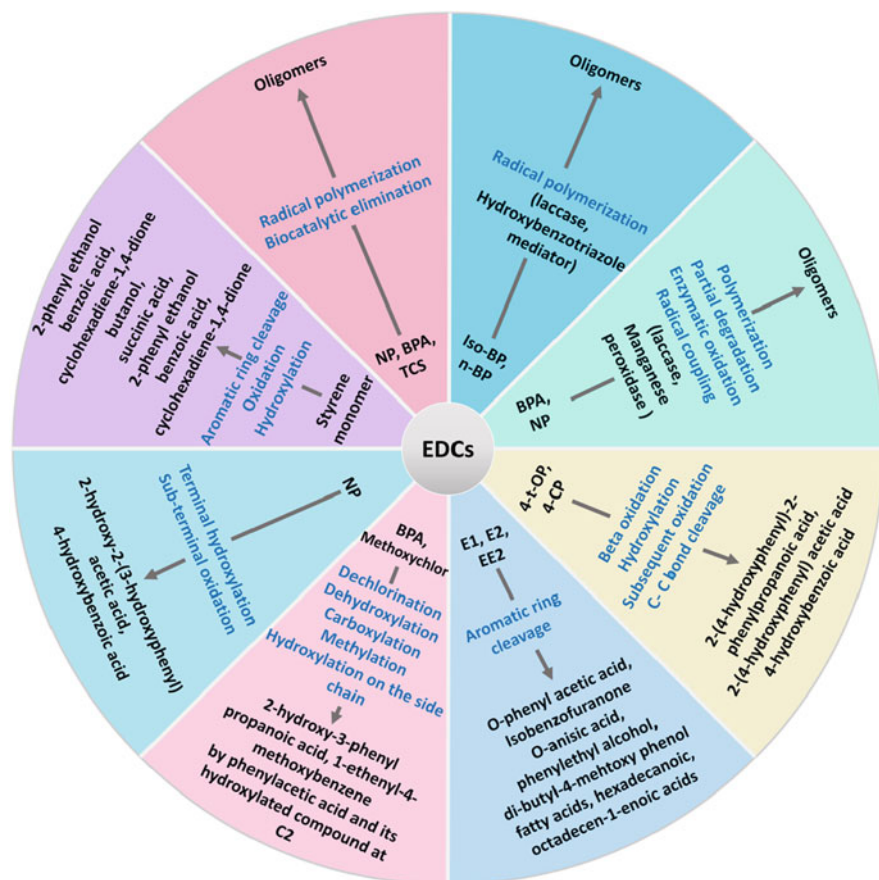 EDCs
Oligomers
Radical polymerization
(laccase,
Hydroxybenzotriazole
mediator)
Iso-BP,
n-BP
Oligomers
Polymerization
Partial degradation
Enzymatic oxidation
Radical coupling
(laccase,
Manganese
peroxidase )
BPA,
NP
4-t-OP,
4-CP
Beta oxidation
Hydroxylation
Subsequent oxidation
C- C bond cleavage
2-(4-hydroxyphenyl)-2-
phenylpropanoic acid,
2-(4-hydroxyphenyl) acetic acid
4-hydroxybenzoic acid
E1, E2,
EE2
Aromatic ring
cleavage
O-phenyl acetic acid,
Isobenzofuranone
O-anisic acid,
phenylethyl alcohol,
di-butyl-4-mehtoxy phenol
fatty acids, hexadecanoic,
octadecen-1-enoic acids
BPA,
Methoxychlor
Dechlorination
Dehydroxylation
Carboxylation
Methylation
Hydroxylation on the side
chain
2-hydroxy-3-phenyl
propanoic acid, 1-ethenyl-4-
methoxybenzene
by phenylacetic acid and its
hydroxylated compound at
C2
NP
Terminal hydroxylation
Sub-terminal oxidation
2-hydroxy-2-(3-hydroxyphenyl)
acetic acid,
4-hydroxybenzoic acid
Styrene
monomer
Aromatic ring cleavage
Oxidation
Hydroxylation
2-phenyl ethanol
benzoic acid,
cyclohexadiene-1,4-dione
butanol,
succinic acid,
2-phenyl ethanol
benzoic acid,
cyclohexadiene-1,4-dione
Oligomers
Radical polymerization
Biocatalytic elimination
NP, BPA,
TCS